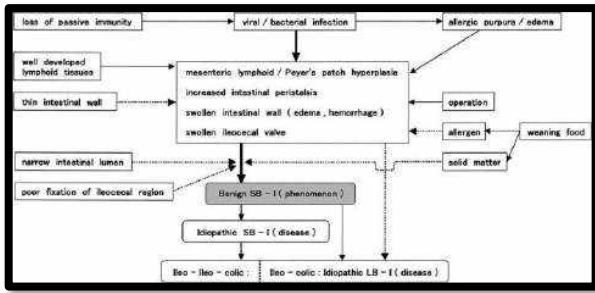 loss of passive immunity
viral / bacterial infection
allergic purpura / edema
well developed
lymphoid tissues
mesenteric lymphoid / Peyer's patch hyperplasia
increased intestinal peristalsis
thin intestinal wall
swollen intestinal wall ( edema , hemorrhage )
operation
swollen ileocecal valve
allergen
weaning food
narrow intestinal lumen
solid matter
poor fixation of ileocecal region
Benign SB - I ( phenomenon )
Idiopathic SB - I ( disease )
Ileo - Ileo - colic :
Ileo - colic : Idiopathic LB - I ( disease )